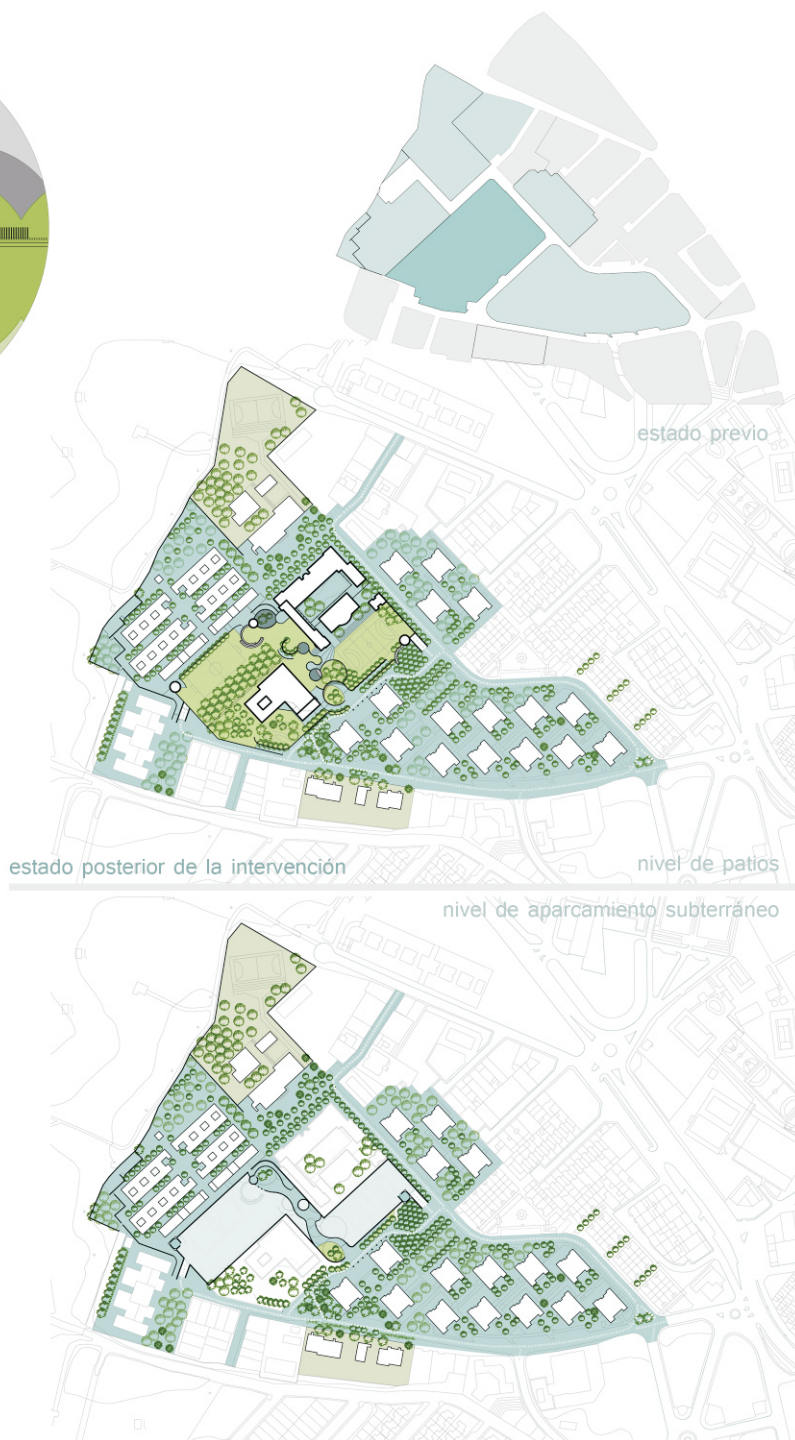 estado previo
estado posterior de la intervención
nivel de patios
nivel de aparcamiento subterráneo